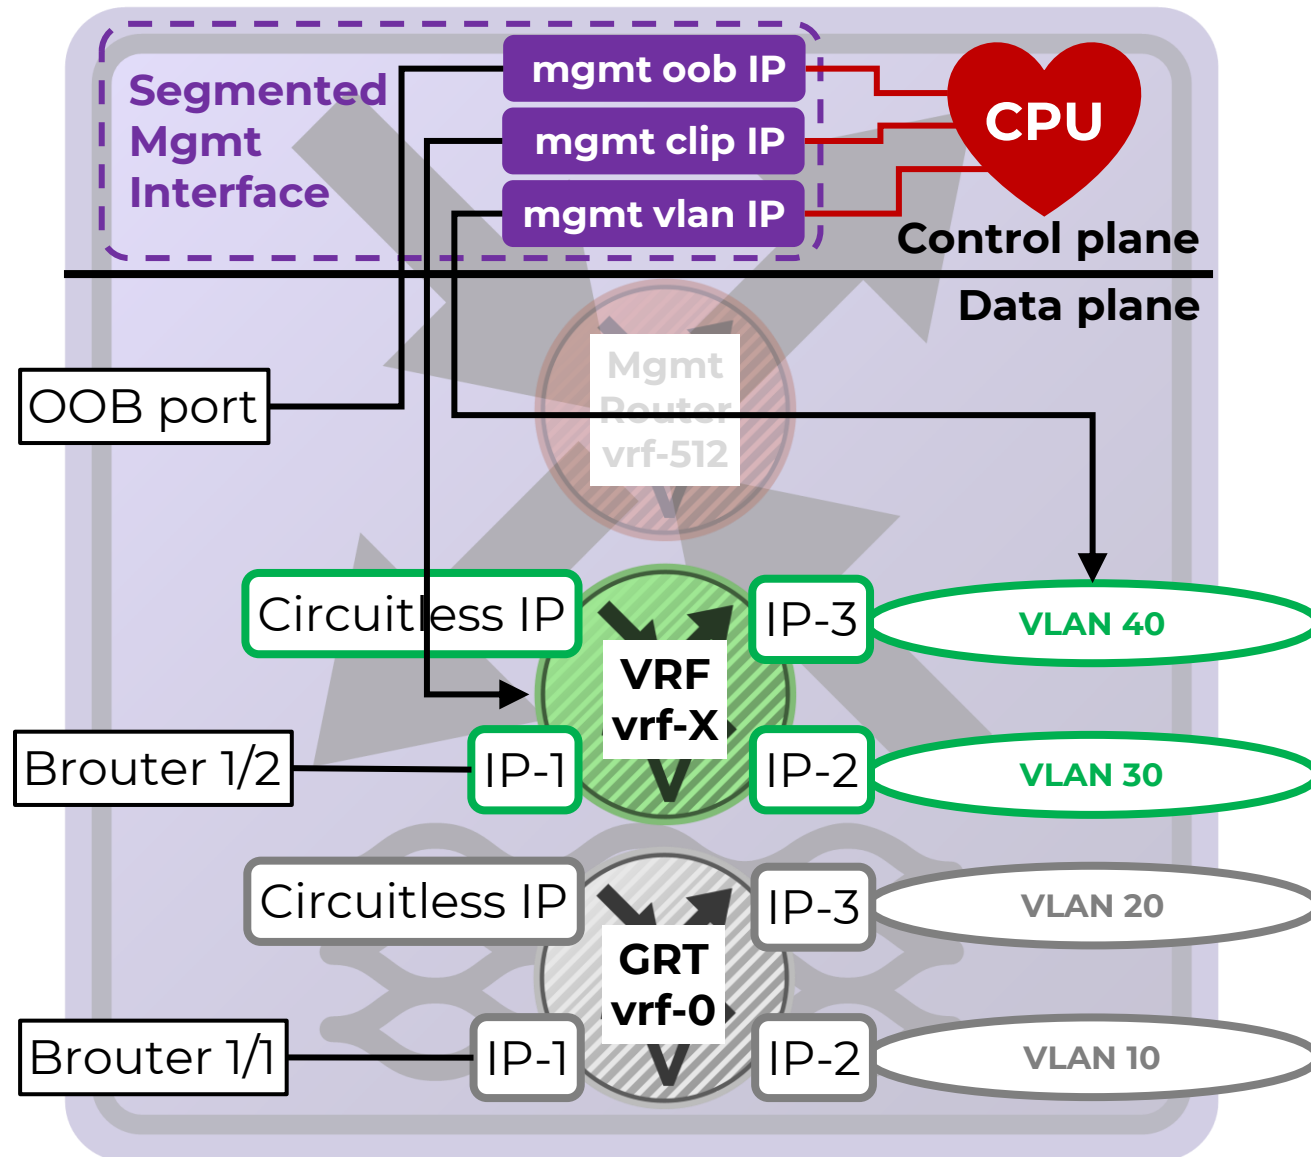 Segmented
Mgmt
Interface
mgmt oob IP
mgmt clip IP
mgmt vlan IP
CPU
Control plane
Data plane
Mgmt
Router
vrf-512
OOB port
Circuitless IP
IP-3
VLAN 40
VRF
vrf-X
Brouter 1/2
IP-1
IP-2
VLAN 30
Circuitless IP
IP-3
VLAN 20
GRT
vrf-0
Brouter 1/1
IP-1
IP-2
VLAN 10